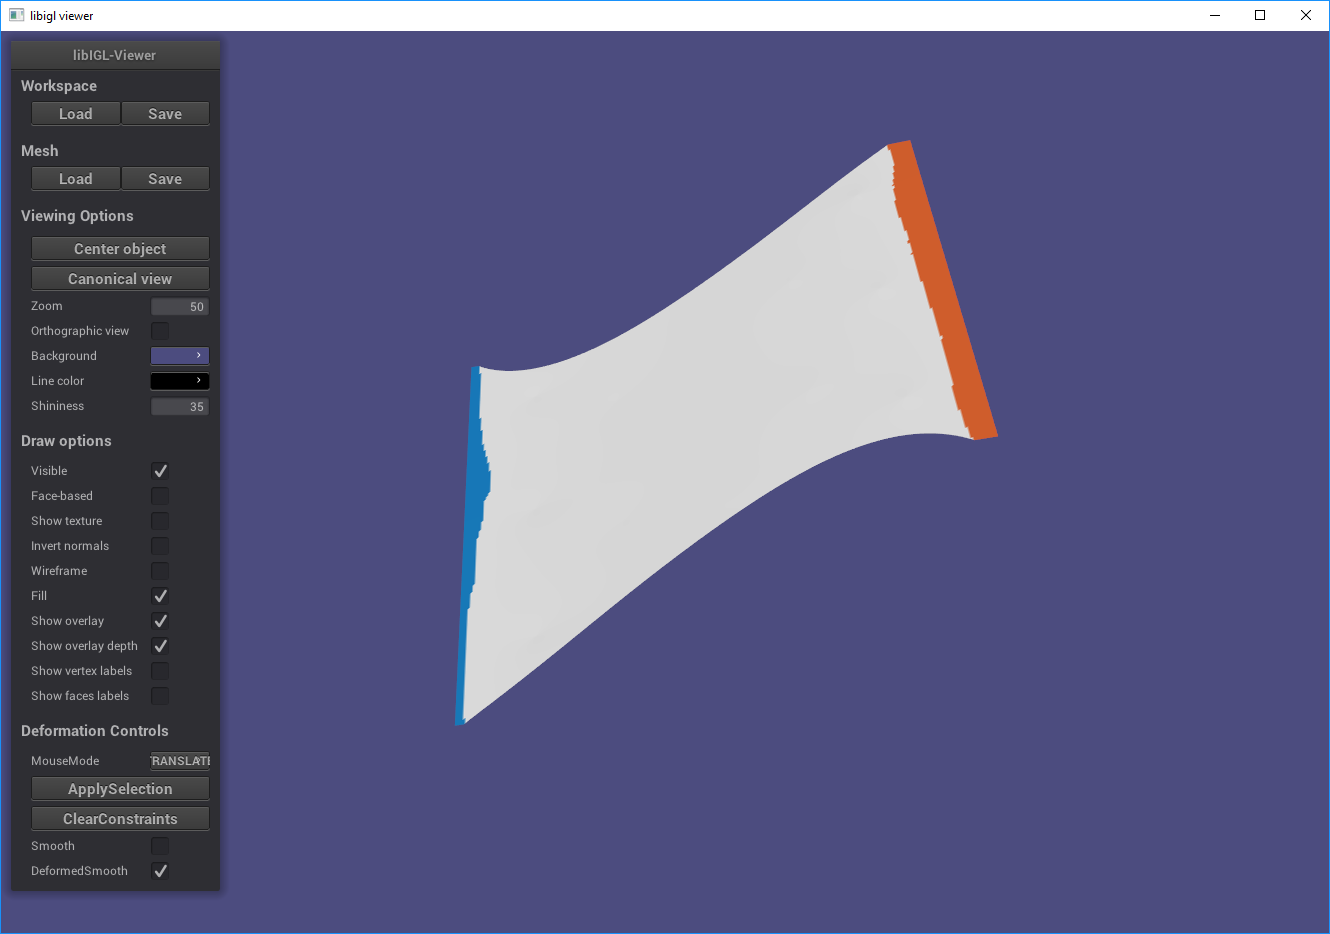 libigl viewer
libIGL-Viewer
Workspace
Load Save
Mesh
Load Save
Viewing Options
Center object
Canonical view
Zoom 50
Orthographic view
Background
Line color
Shininess 35
Draw options
Visible
Face-based
Show texture
Invert normals
Wireframe
Fill
Show overlay
Show overlay depth
Show vertex labels
Show faces labels
Deformation Controls
MouseMode TRANSLATE
ApplySelection
ClearConstraints
Smooth
DeformedSmooth